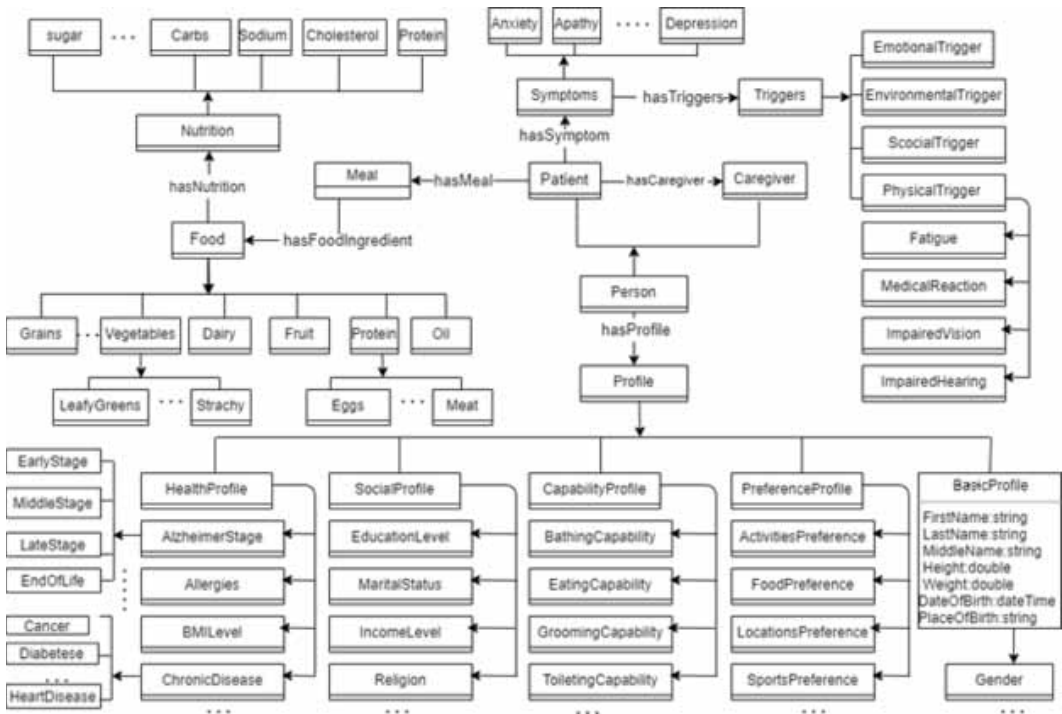 sugar ... Carbs Sodium Cholesterol Protein
Anxiety Apathy .... Depression
EmotionalTrigger
Symptoms hasTriggers Triggers EnvironmentalTrigger
Nutrition
hasSymptom
ScocialTrigger
hasNutrition
Meal hasMeal Patient hasCaregiver Caregiver PhysicalTrigger
Food hasFoodIngredient
Fatigue
Person
MedicalReaction
Grains ... Vegetables Dairy Fruit Protein Oil
hasProfile
ImpairedVision
Profile
ImpairedHearing
LeafyGreens ... Strachy Eggs ... Meat
EarlyStage
HealthProfile SocialProfile CapabilityProfile PreferenceProfile BasicProfile
MiddleStage
FirstName:string
LastName:string
MiddleName:string
Height:double
Weight:double
DateOfBirth:dateTime
PlaceOfBirth:string
AlzheimerStage EducationLevel BathingCapability ActivitiesPreference
LateStage
EndOfLife
Allergies MaritalStatus EatingCapability FoodPreference
...
Cancer
BMILevel IncomeLevel GroomingCapability LocationsPreference
Diabetese
...
ChronicDisease Religion ToiletingCapability SportsPreference Gender
HeartDisease
... ... ... ... ...